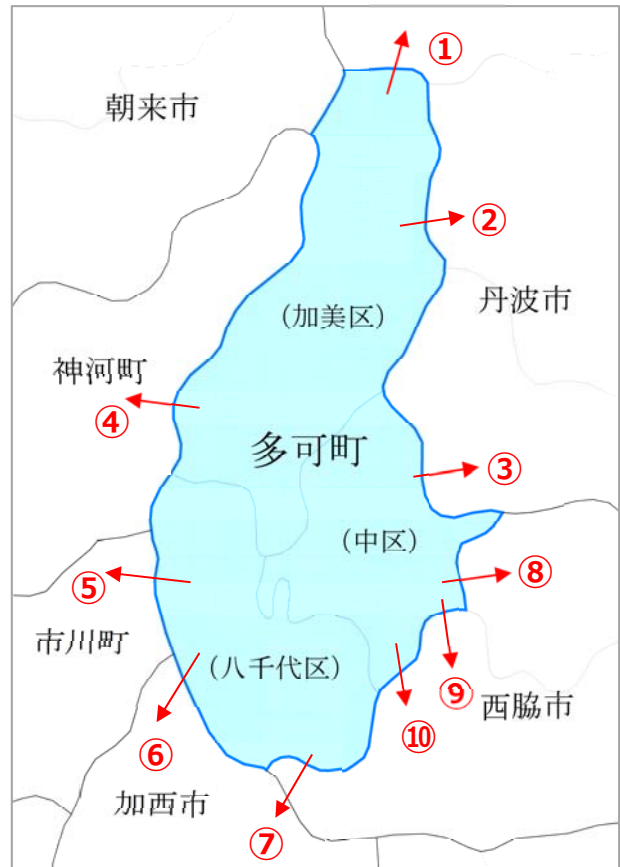 ①
朝来市
②
丹波市
(加美区)
神河町
④
多可町
③
(中区)
⑧
⑤
市川町
(八千代区)
⑨
西脇市
⑩
⑥
加西市
⑦